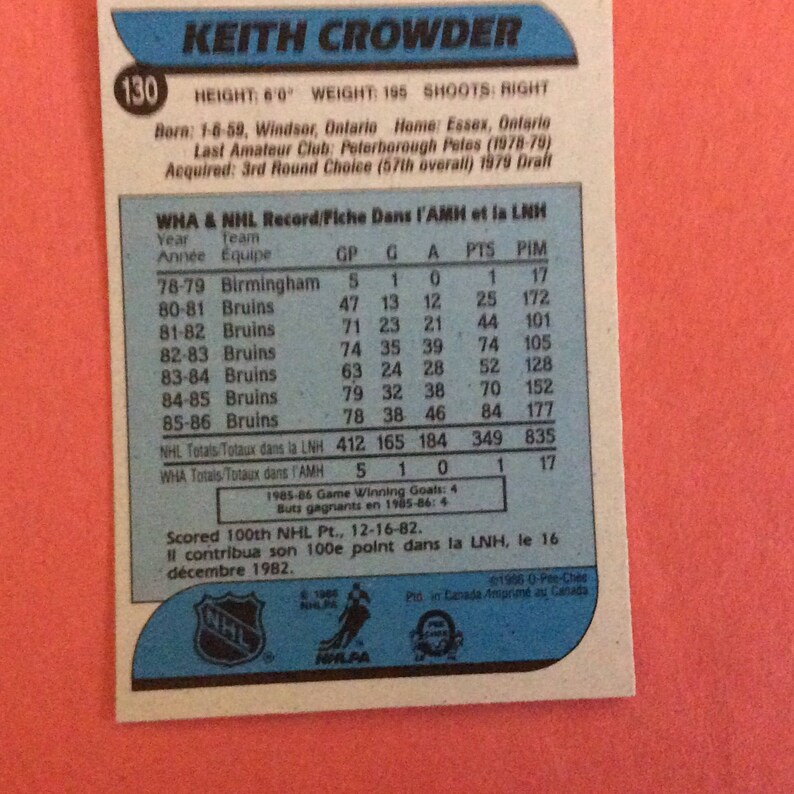 KEITH CROWDER
130
HEIGHT: 6'0" WEIGHT: 195 SHOOTS: RIGHT
Born: 1-6-59, Windsor, Ontario Home: Essex, Ontario
Last Amateur Club: Peterborough Petes (1978-79)
Acquired: 3rd Round Choice (57th overall) 1979 Draft
WHA & NHL Record/Fiche Dans l'AMH et la LNH
Year Team
Année Équipe GP G A PTS PIM
78-79 Birmingham 5 1 0 1 17
80-81 Bruins 47 13 12 25 172
81-82 Bruins 71 23 21 44 101
82-83 Bruins 74 35 39 74 105
83-84 Bruins 63 24 28 52 128
84-85 Bruins 79 32 38 70 152
85-86 Bruins 78 38 46 84 177
NHL Totals/Totaux dans la LNH 412 165 184 349 835
WHA Totals/Totaux dans l'AMH 5 1 0 1 17
1985-86 Game Winning Goals: 4
Buts gagnants en 1985-86: 4
Scored 100th NHL Pt., 12-16-82.
Il contribua son 100e point dans la LNH, le 16
décembre 1982.
©1986 O-Pee-Chee
Ptd. in Canada/Imprimé au Canada
NHL
© 1986
NHLPA
NHLPA
O PEE CHEE